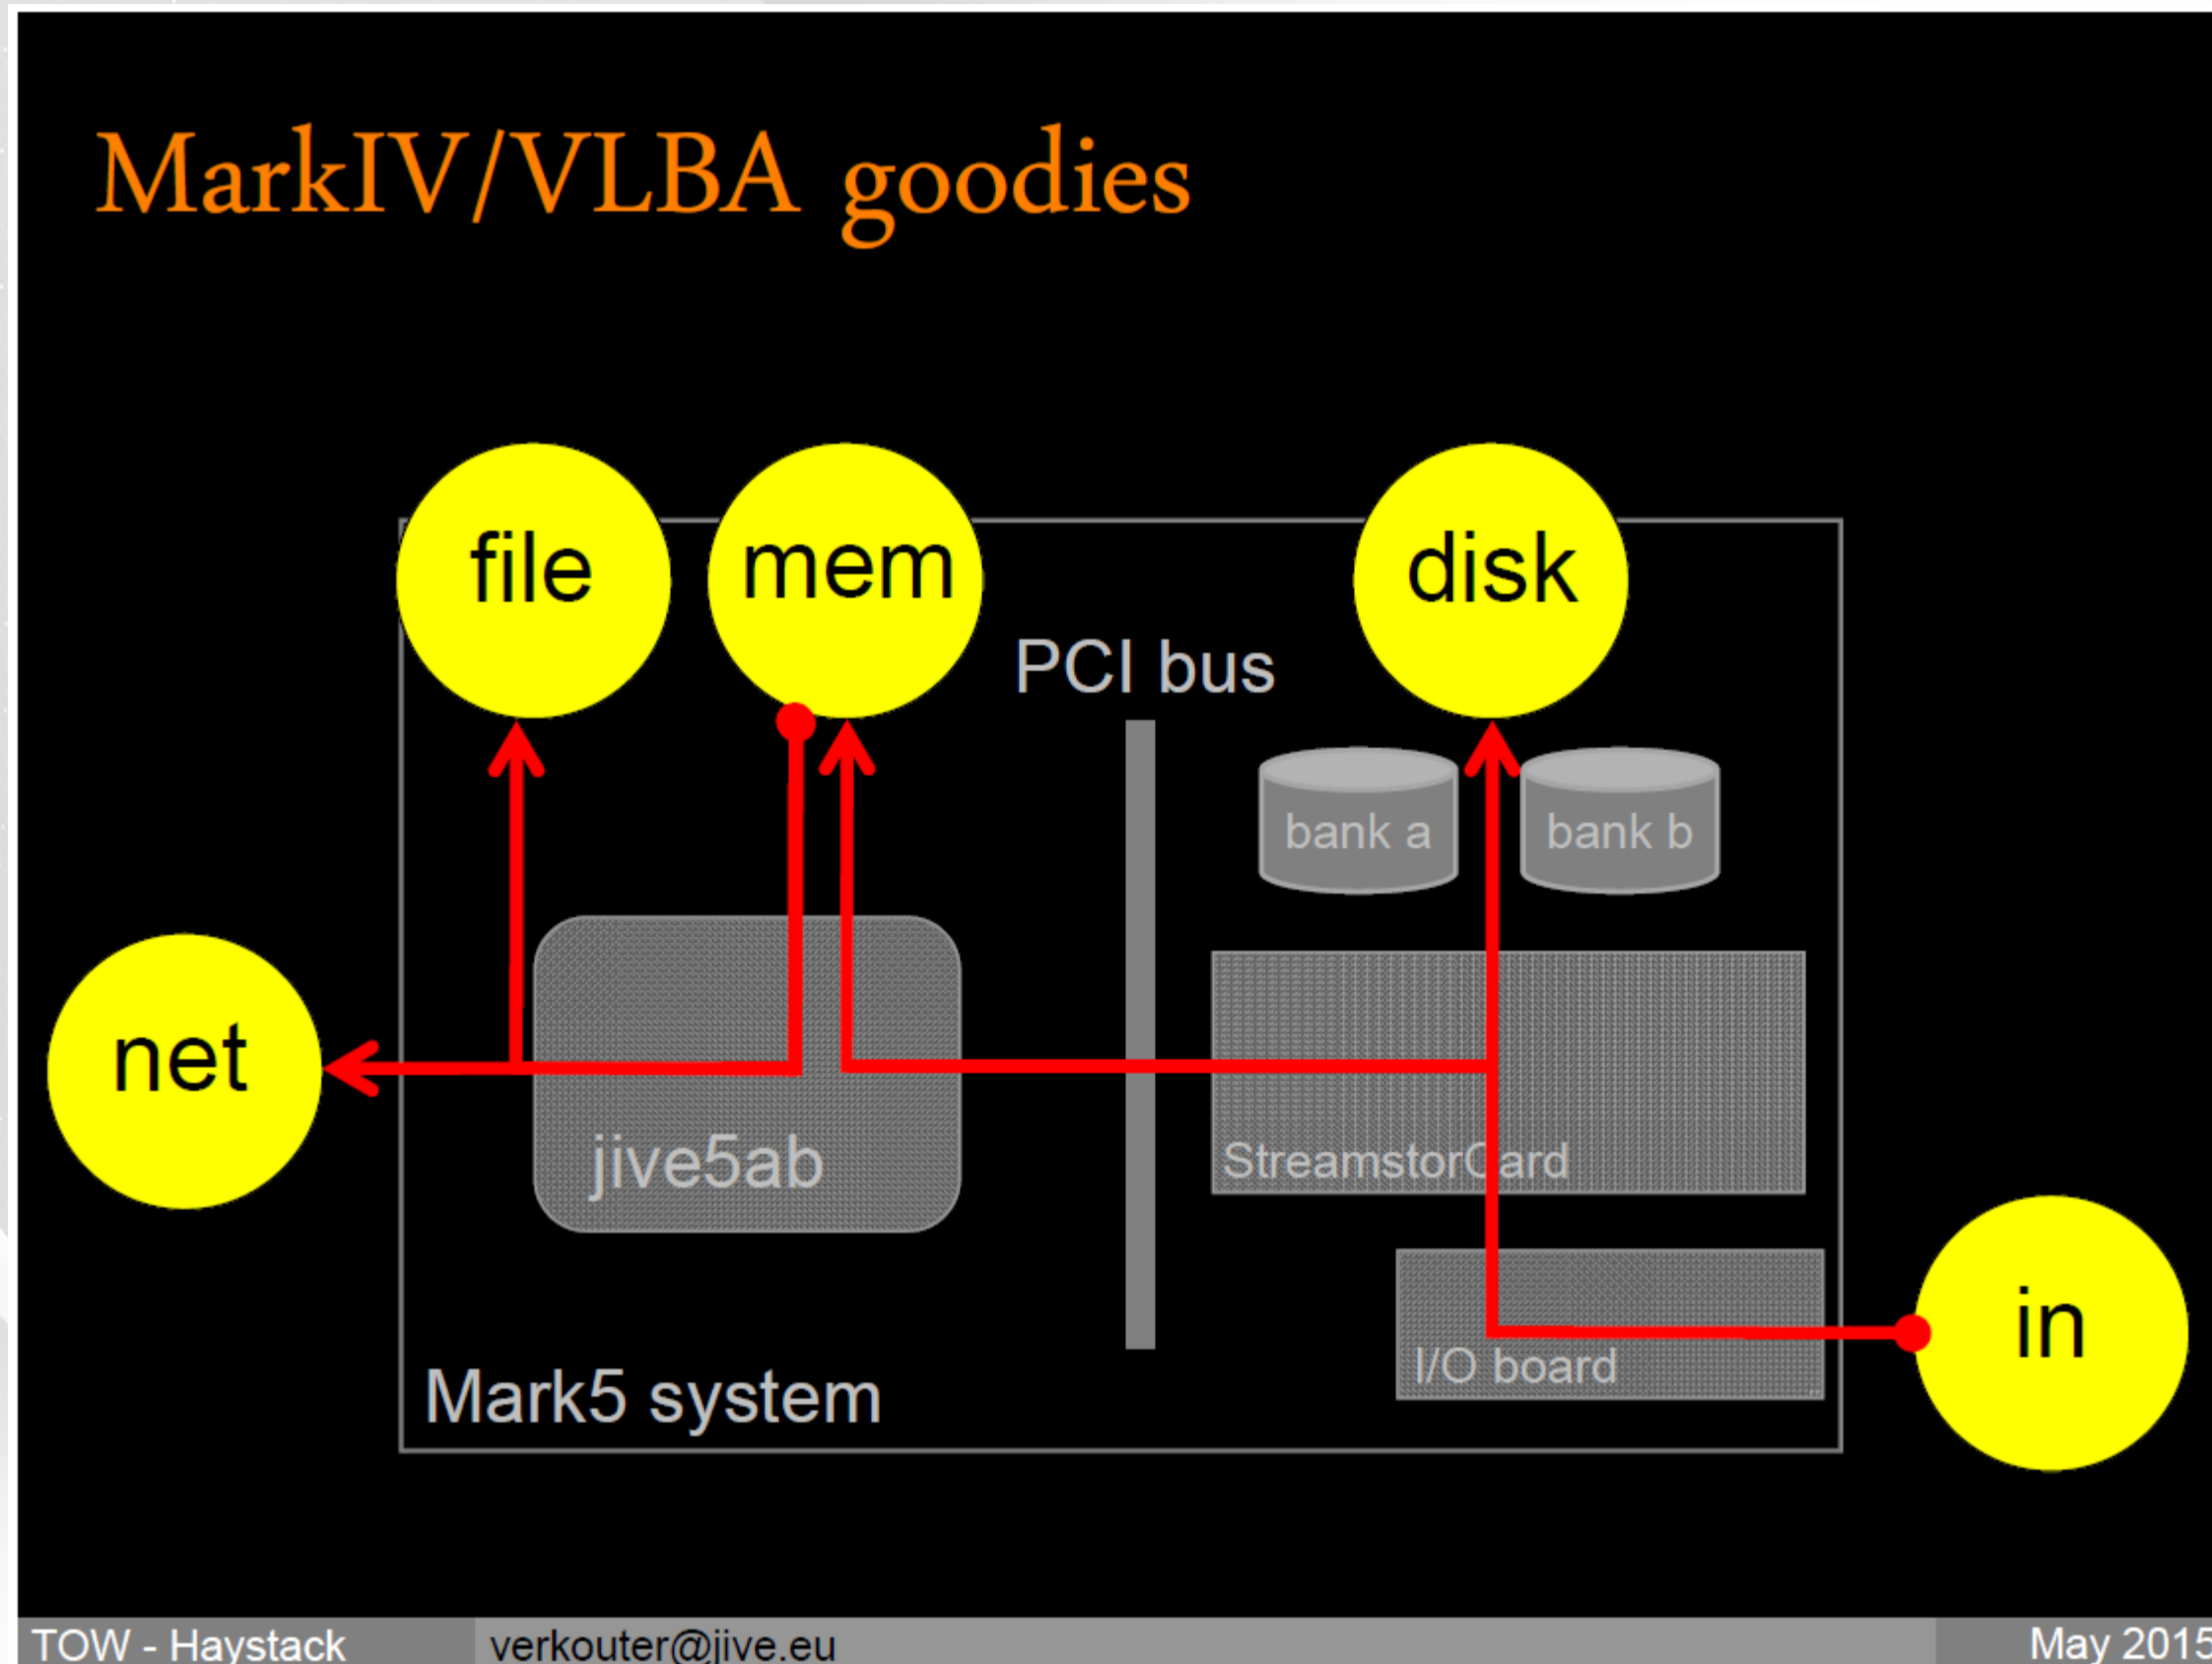 MarkIV/VLBA goodies
file
mem
disk
PCI bus
bank a
bank b
net
jive5ab
StreamstorCard
in
I/O board
Mark5 system
TOW - Haystack
verkouter@jive.eu
May 2015